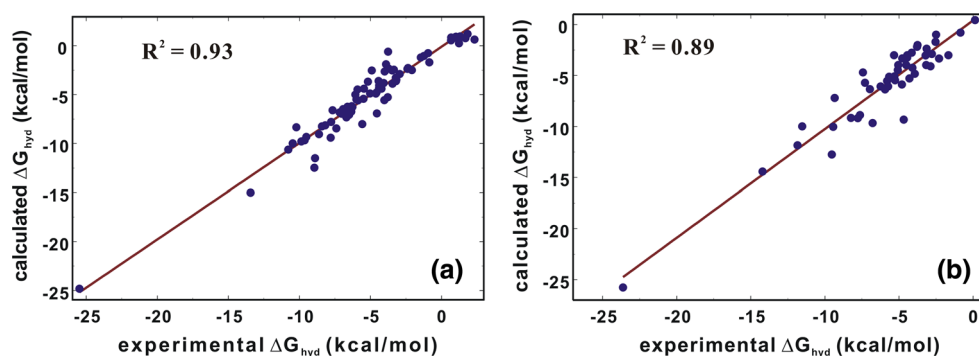 R² = 0.93
calculated ΔG_hyd (kcal/mol)
0
-5
-10
-15
-20
-25
-25 -20 -15 -10 -5 0
experimental ΔG_hyd (kcal/mol)
(a)
R² = 0.89
calculated ΔG_hyd (kcal/mol)
0
-5
-10
-15
-20
-25
-25 -20 -15 -10 -5 0
experimental ΔG_hyd (kcal/mol)
(b)